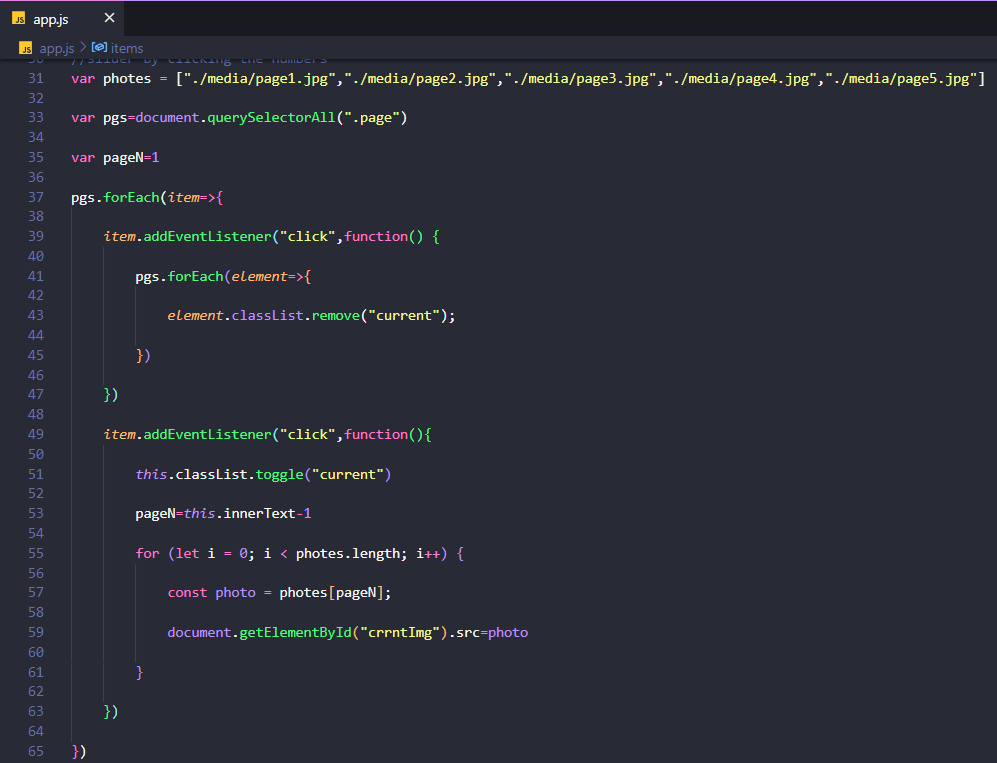 JS app.js ×
JS app.js > items
30 //slider by clicking the numbers
31 var photes = ["./media/page1.jpg","./media/page2.jpg","./media/page3.jpg","./media/page4.jpg","./media/page5.jpg"]
32
33 var pgs=document.querySelectorAll(".page")
34
35 var pageN=1
36
37 pgs.forEach(item=>{
38
39 item.addEventListener("click",function() {
40
41 pgs.forEach(element=>{
42
43 element.classList.remove("current");
44
45 })
46
47 })
48
49 item.addEventListener("click",function(){
50
51 this.classList.toggle("current")
52
53 pageN=this.innerText-1
54
55 for (let i = 0; i < photes.length; i++) {
56
57 const photo = photes[pageN];
58
59 document.getElementById("crrntImg").src=photo
60
61 }
62
63 })
64
65 })